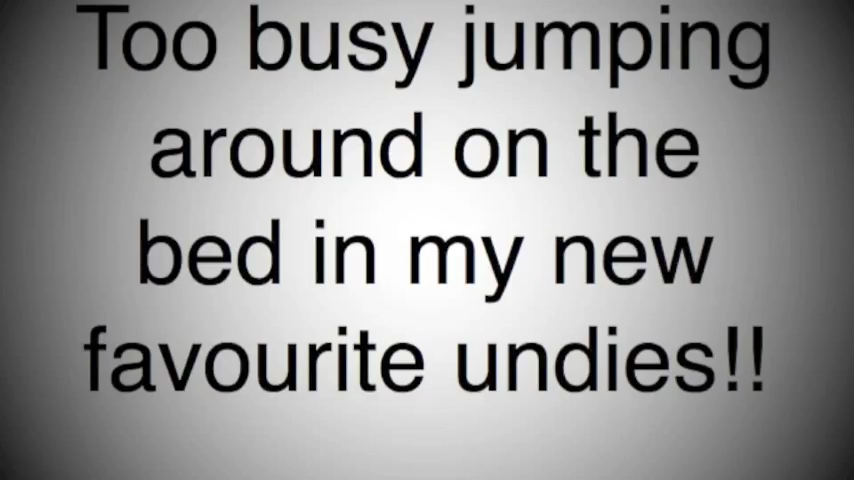 Too busy jumping
around on the
bed in my new
favourite undies!!